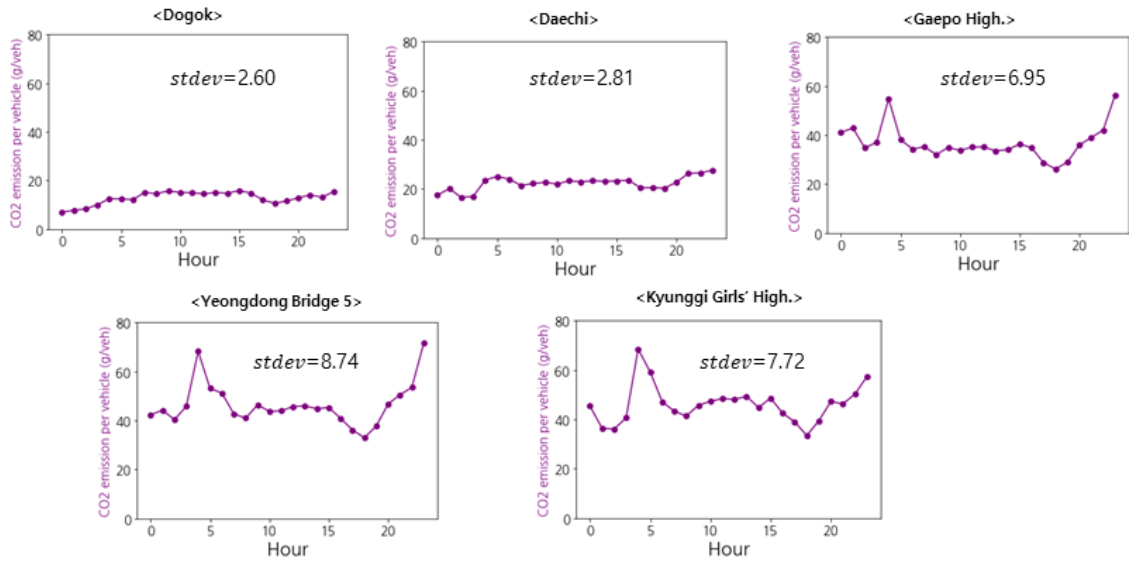 <Dogok>
CO2 emission per vehicle (g/veh)
80
60
40
20
0
stdev=2.60
0 5 10 15 20
Hour
<Daechi>
CO2 emission per vehicle (g/veh)
80
60
40
20
0
stdev=2.81
0 5 10 15 20
Hour
<Gaepo High.>
CO2 emission per vehicle (g/veh)
80
60
40
20
0
stdev=6.95
0 5 10 15 20
Hour
<Yeongdong Bridge 5>
CO2 emission per vehicle (g/veh)
80
60
40
20
0
stdev=8.74
0 5 10 15 20
Hour
<Kyunggi Girls’ High.>
CO2 emission per vehicle (g/veh)
80
60
40
20
0
stdev=7.72
0 5 10 15 20
Hour